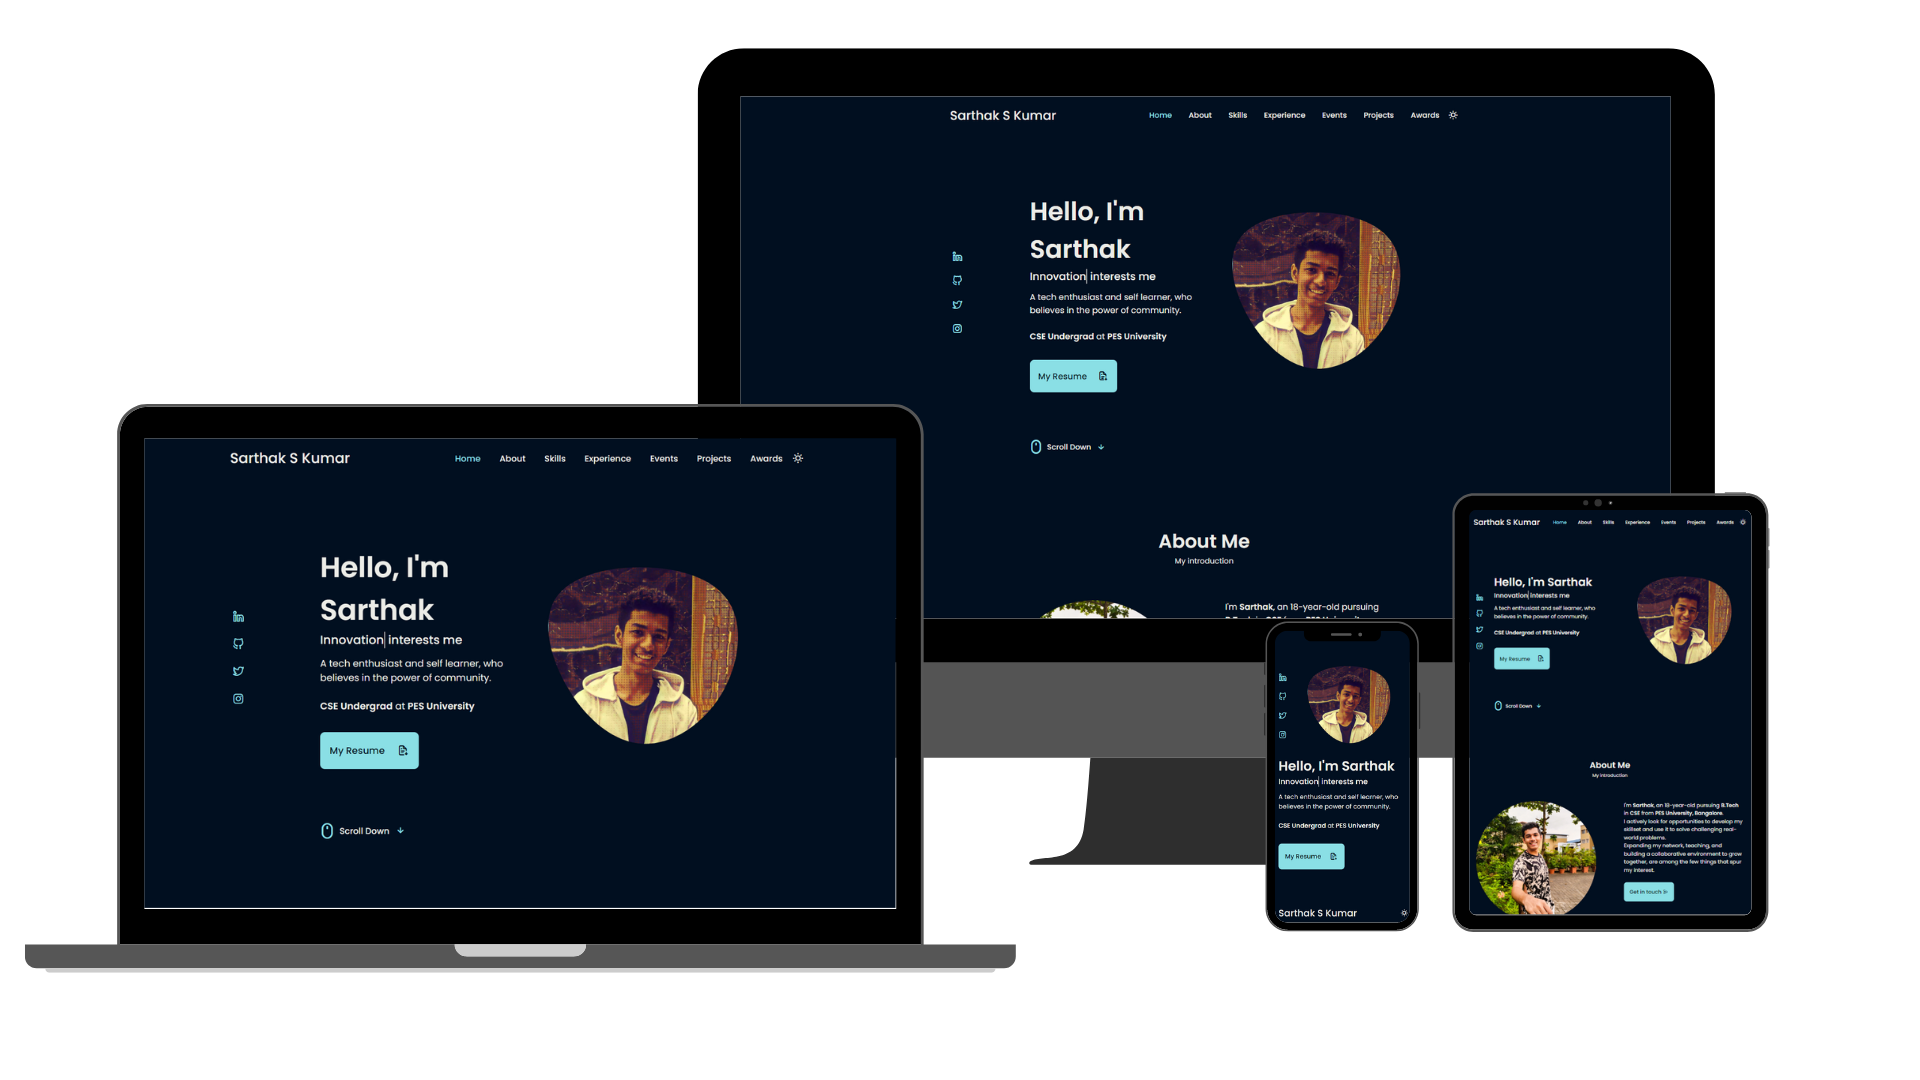 Sarthak S Kumar
Home About Skills Experience Events Projects Awards
Hello, I'm
Sarthak
Innovation interests me
A tech enthusiast and self learner, who
believes in the power of community.
CSE Undergrad at PES University
My Resume
Scroll Down
About Me
My introduction
I'm Sarthak, an 18-year-old pursuing
Sarthak S Kumar
Home About Skills Experience Events Projects Awards
Hello, I'm
Sarthak
Innovation interests me
A tech enthusiast and self learner, who
believes in the power of community.
CSE Undergrad at PES University
My Resume
Scroll Down
Hello, I'm Sarthak
Innovation interests me
A tech enthusiast and self learner, who
believes in the power of community.
CSE Undergrad at PES University
My Resume
Sarthak S Kumar
Sarthak S Kumar
Home About Skills Experience Events Projects Awards
Hello, I'm Sarthak
Innovation interests me
A tech enthusiast and self learner, who
believes in the power of community.
CSE Undergrad at PES University
My Resume
Scroll Down
About Me
My introduction
I'm Sarthak, an 18-year-old pursuing B.Tech
in CSE from PES University, Bangalore.
I actively look for opportunities to develop my
skillset and use it to solve challenging real-
world problems.
Expanding my network, teaching, and
building a collaborative environment to grow
together, are among the few things that spur
my interest.
Get in touch